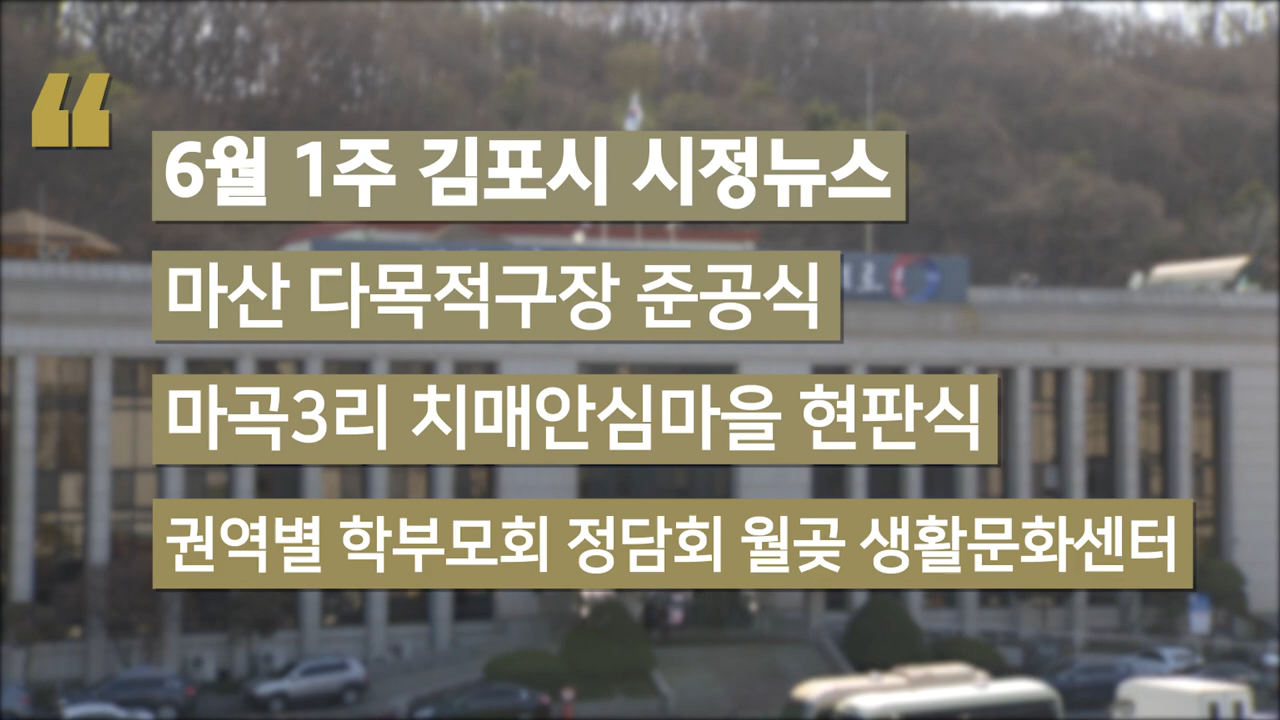 “
6월 1주 김포시 시정뉴스
마산 다목적구장 준공식
마곡3리 치매안심마을 현판식
권역별 학부모회 정담회 월곶 생활문화센터